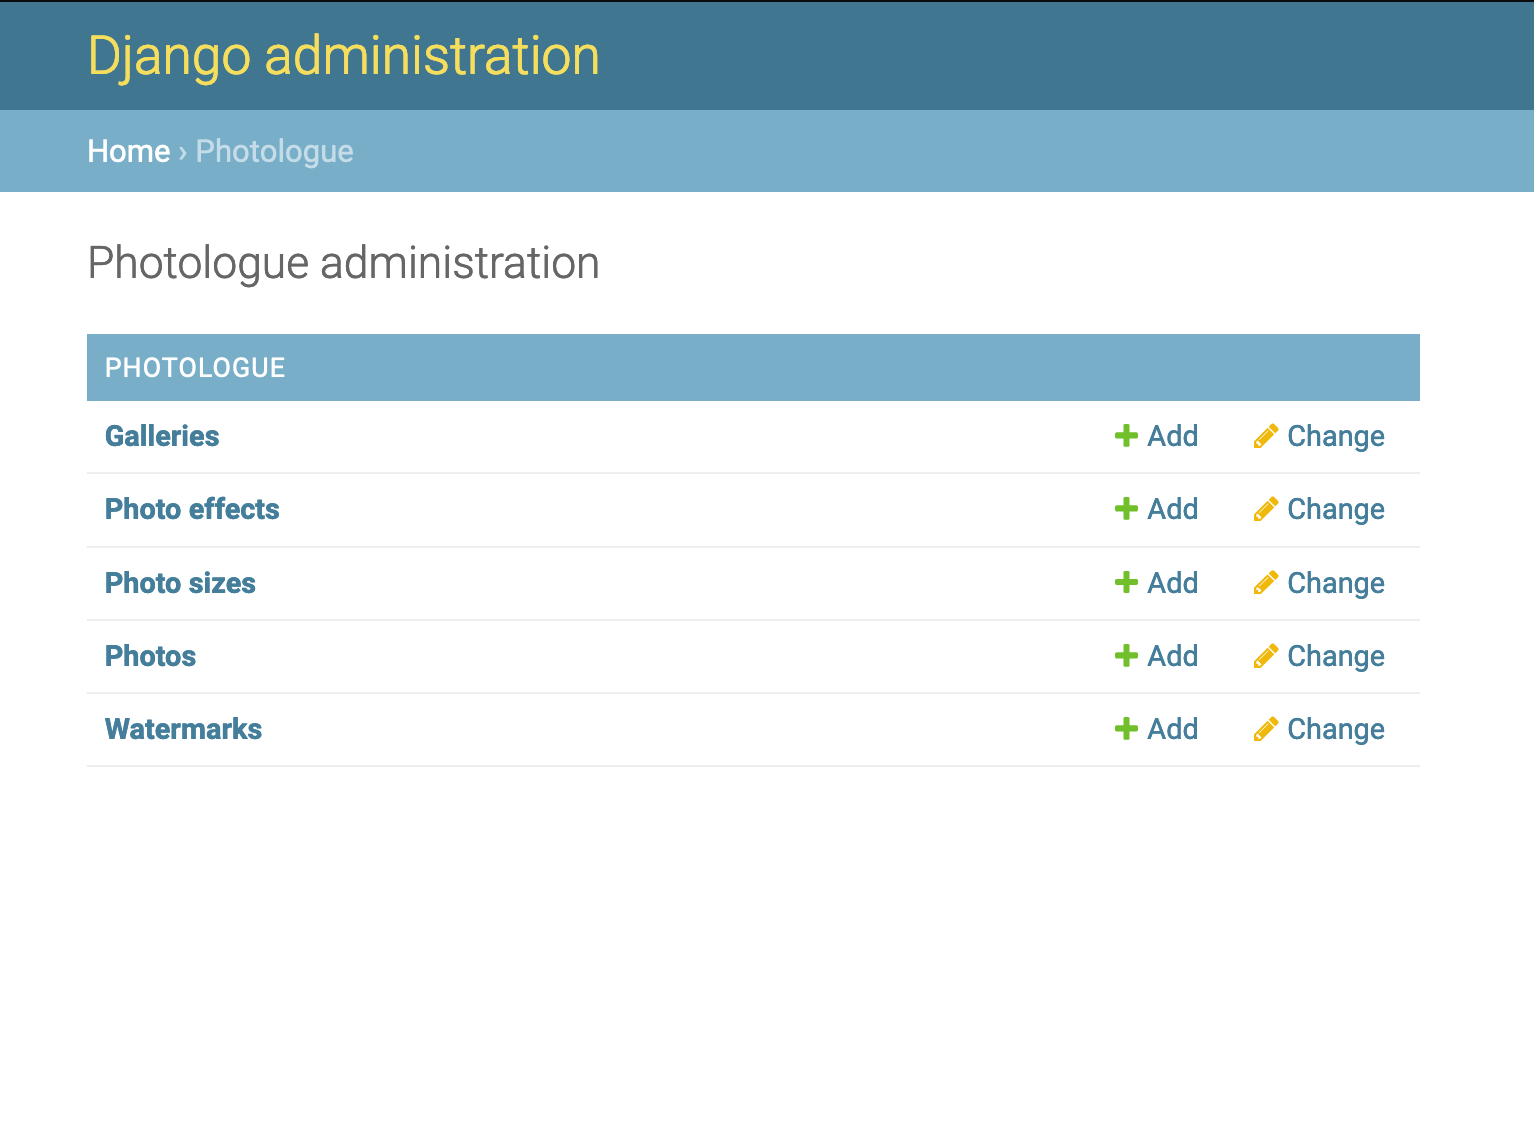 Django administration
Home › Photologue
Photologue administration
PHOTOLOGUE
Galleries Add Change
Photo effects Add Change
Photo sizes Add Change
Photos Add Change
Watermarks Add Change